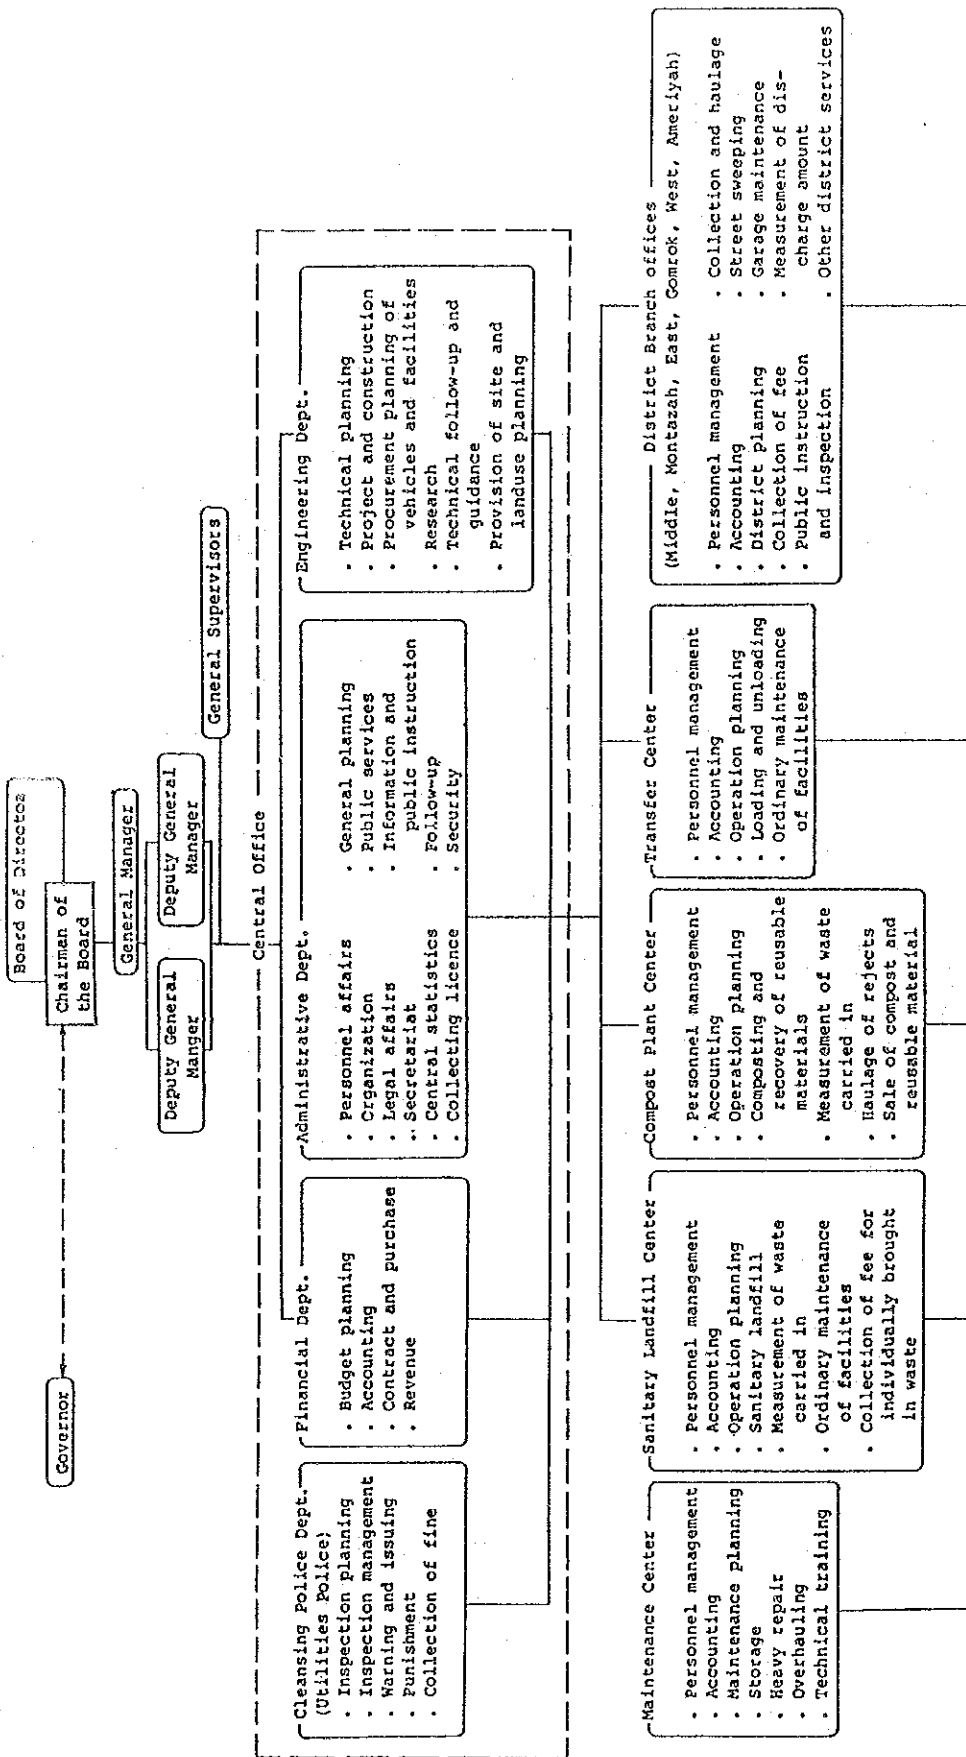 Board of Director
Chairman of
the Board
Governor
General Manager
Deputy General
Manger
Deputy General
Manager
General Supervisors
Central Office
Cleansing Police Dept.
(Utilities Police)
· Inspection planning
· Inspection management
· Warning and issuing
Punishment
· Collection of fine
Financial Dept.
· Budget planning
· Accounting
· Contract and purchase
· Revenue
Administrative Dept.
· Personnel affairs
· Organization
· Legal affairs
· Secretariat
· Central statistics
· Collecting licence
· General planning
· Public services
· Information and
public instruction
· Follow-up
· Security
Engineering Dept.
· Technical planning
· Project and construction
· Procurement planning of
vehicles and facilities
· Research
· Technical follow-up and
guidance
· Provision of site and
landuse planning
Maintenance Center
· Personnel management
· Accounting
· Maintenance planning
· Storage
· Heavy repair
· Overhauling
· Technical training
Sanitary Landfill Center
· Personnel management
· Accounting
· Operation planning
· Sanitary landfill
· Measurement of waste
carried in
· Ordinary maintenance
of facilities
· Collection of fee for
individually brought
in waste
Compost Plant Center
· Personnel management
· Accounting
· Operation planning
· Composting and
recovery of reusable
materials
· Measurement of waste
carried in
· Haulage of rejects
· Sale of compost and
reusable material
Transfer Center
· Personnel management
· Accounting
· Operation planning
· Loading and unloading
· Ordinary maintenance
of facilities
District Branch offices
(Middle, Montazah, East, Gomrok, West, Ameriyah)
· Personnel management
· Accounting
· District planning
· Collection of fee
· Public instruction
and inspection
· Collection and haulage
· Street sweeping
· Garage maintenance
· Measurement of dis-
charge amount
· Other district services